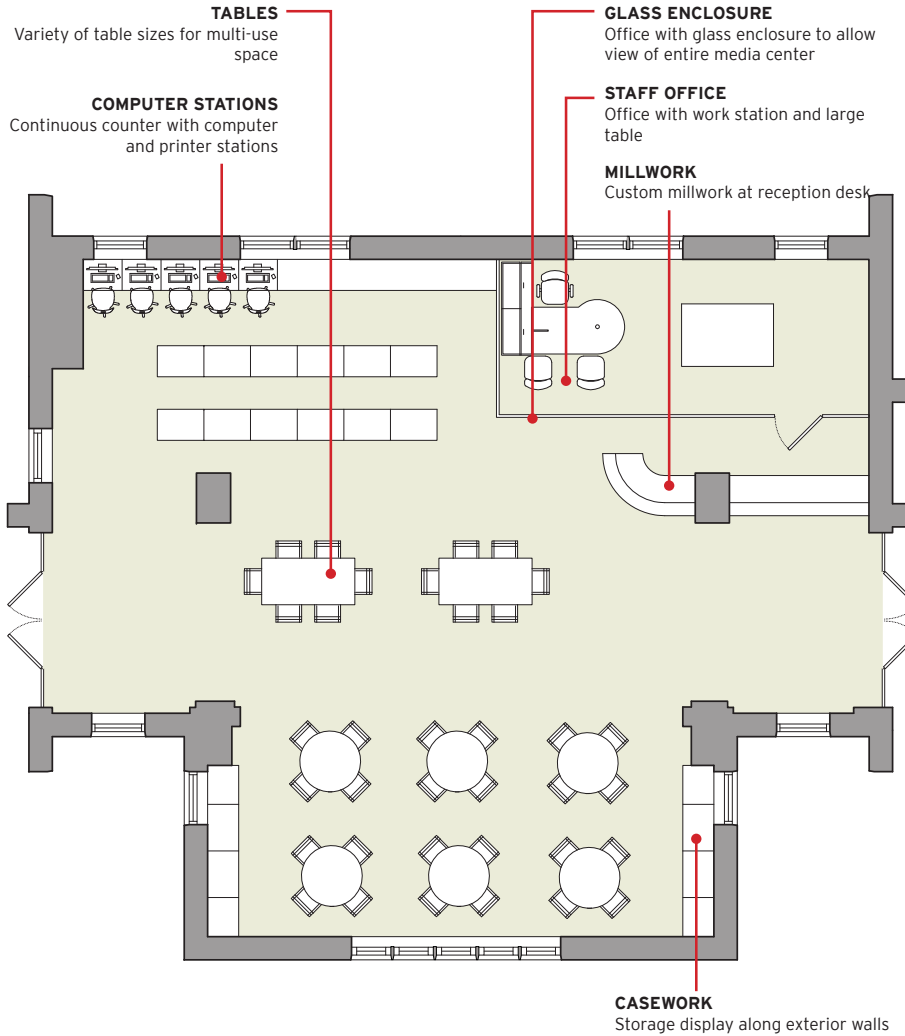 TABLES
Variety of table sizes for multi-use
space
COMPUTER STATIONS
Continuous counter with computer
and printer stations
GLASS ENCLOSURE
Office with glass enclosure to allow
view of entire media center
STAFF OFFICE
Office with work station and large
table
MILLWORK
Custom millwork at reception desk
CASEWORK
Storage display along exterior walls